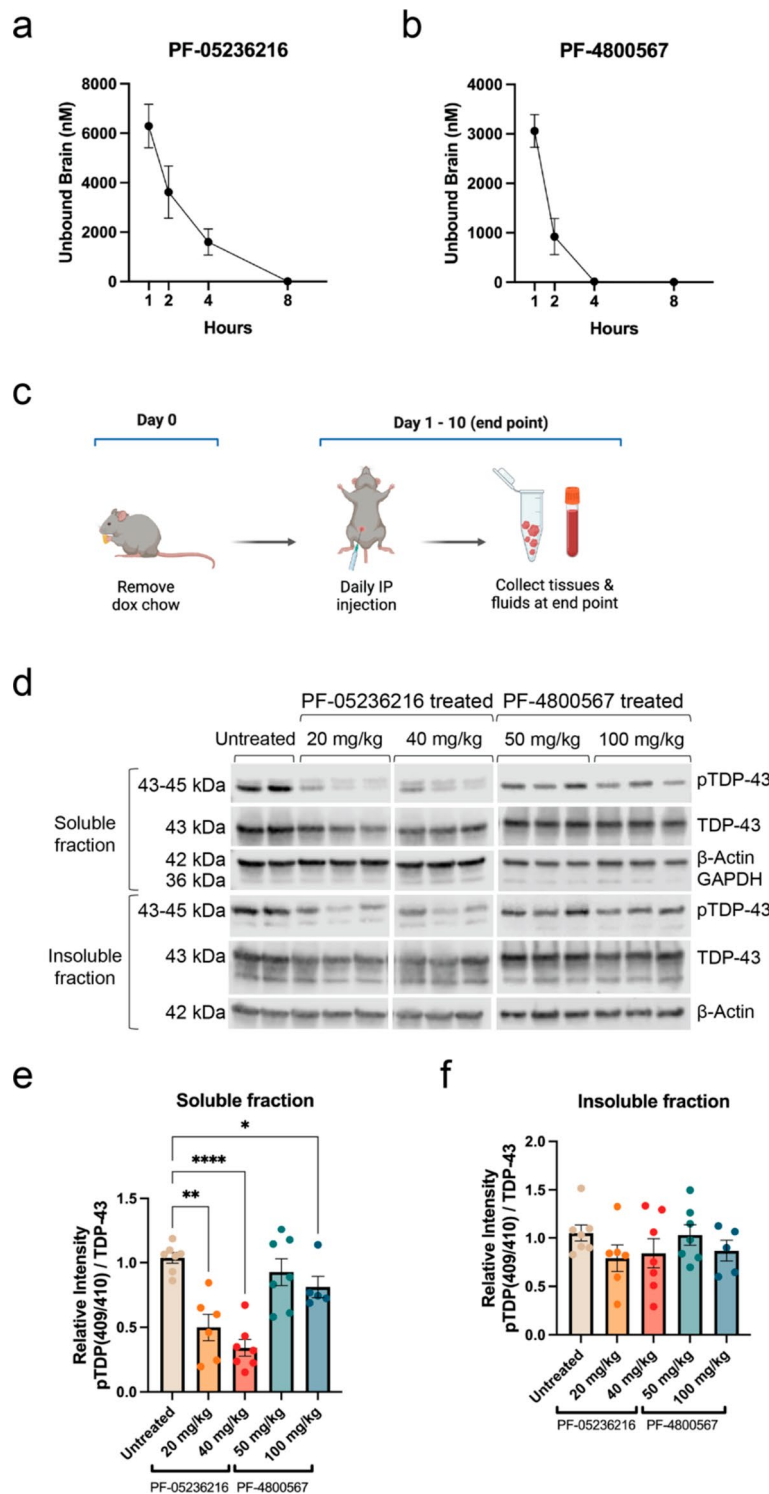 a
PF-05236216
Unbound Brain (nM)
8000
6000
4000
2000
0
1 2 4 8
Hours
b
PF-4800567
Unbound Brain (nM)
4000
3000
2000
1000
0
1 2 4 8
Hours
c
Day 0
Day 1 - 10 (end point)
Remove
dox chow
Daily IP
injection
Collect tissues &
fluids at end point
d
PF-05236216 treated PF-4800567 treated
Untreated 20 mg/kg 40 mg/kg 50 mg/kg 100 mg/kg
Soluble
fraction
43-45 kDa pTDP-43
43 kDa TDP-43
42 kDa β-Actin
36 kDa GAPDH
Insoluble
fraction
43-45 kDa pTDP-43
43 kDa TDP-43
42 kDa β-Actin
e
Soluble fraction
Relative Intensity
pTDP(409/410) / TDP-43
*
****
**
1.5
1.0
0.5
0.0
Untreated
20 mg/kg
40 mg/kg
50 mg/kg
100 mg/kg
PF-05236216 PF-4800567
f
Insoluble fraction
Relative Intensity
pTDP(409/410) / TDP-43
2.0
1.5
1.0
0.5
0.0
Untreated
20 mg/kg
40 mg/kg
50 mg/kg
100 mg/kg
PF-05236216 PF-4800567